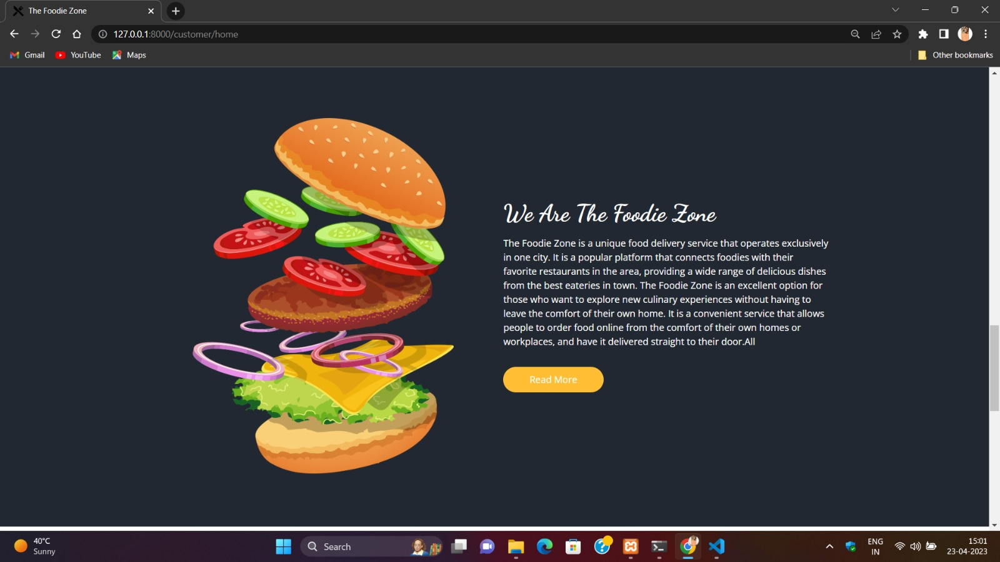 The Foodie Zone
127.0.0.1:8000/customer/home
Gmail
YouTube
Maps
Other bookmarks
We Are The Foodie Zone
The Foodie Zone is a unique food delivery service that operates exclusively
in one city. It is a popular platform that connects foodies with their
favorite restaurants in the area, providing a wide range of delicious dishes
from the best eateries in town. The Foodie Zone is an excellent option for
those who want to explore new culinary experiences without having to
leave the comfort of their own home. It is a convenient service that allows
people to order food online from the comfort of their own homes or
workplaces, and have it delivered straight to their door.All
Read More
40°C
Sunny
Search
ENG
IN
15:01
23-04-2023